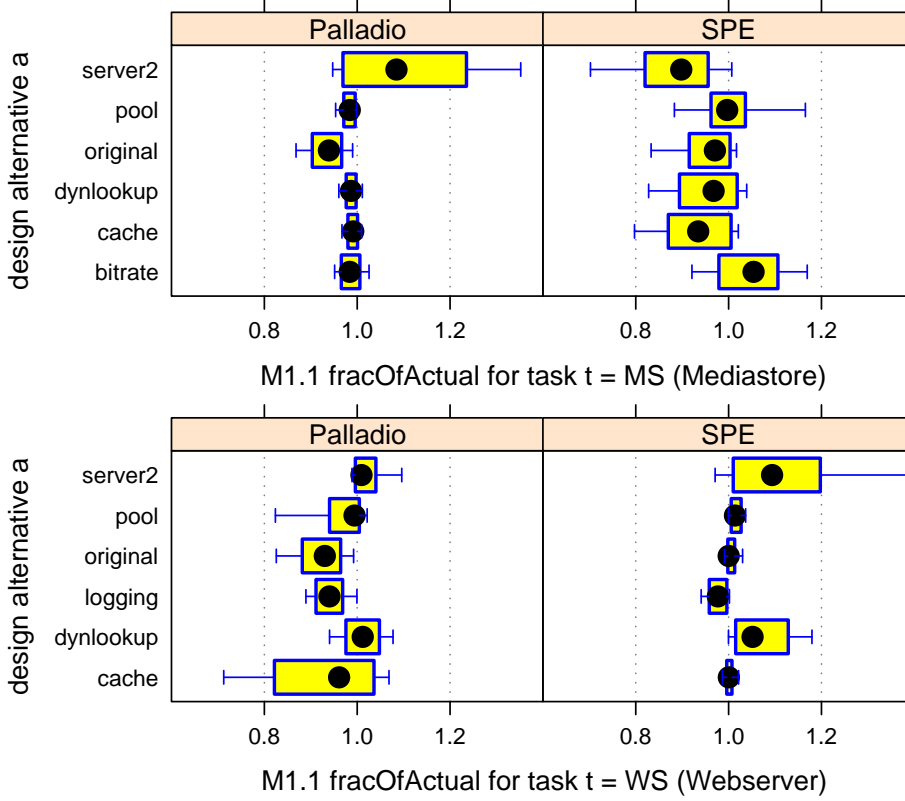 Palladio SPE
design alternative a
server2
pool
original
dynlookup
cache
bitrate
0.8 1.0 1.2 0.8 1.0 1.2
M1.1 fracOfActual for task t = MS (Mediastore)
Palladio SPE
design alternative a
server2
pool
original
logging
dynlookup
cache
0.8 1.0 1.2 0.8 1.0 1.2
M1.1 fracOfActual for task t = WS (Webserver)